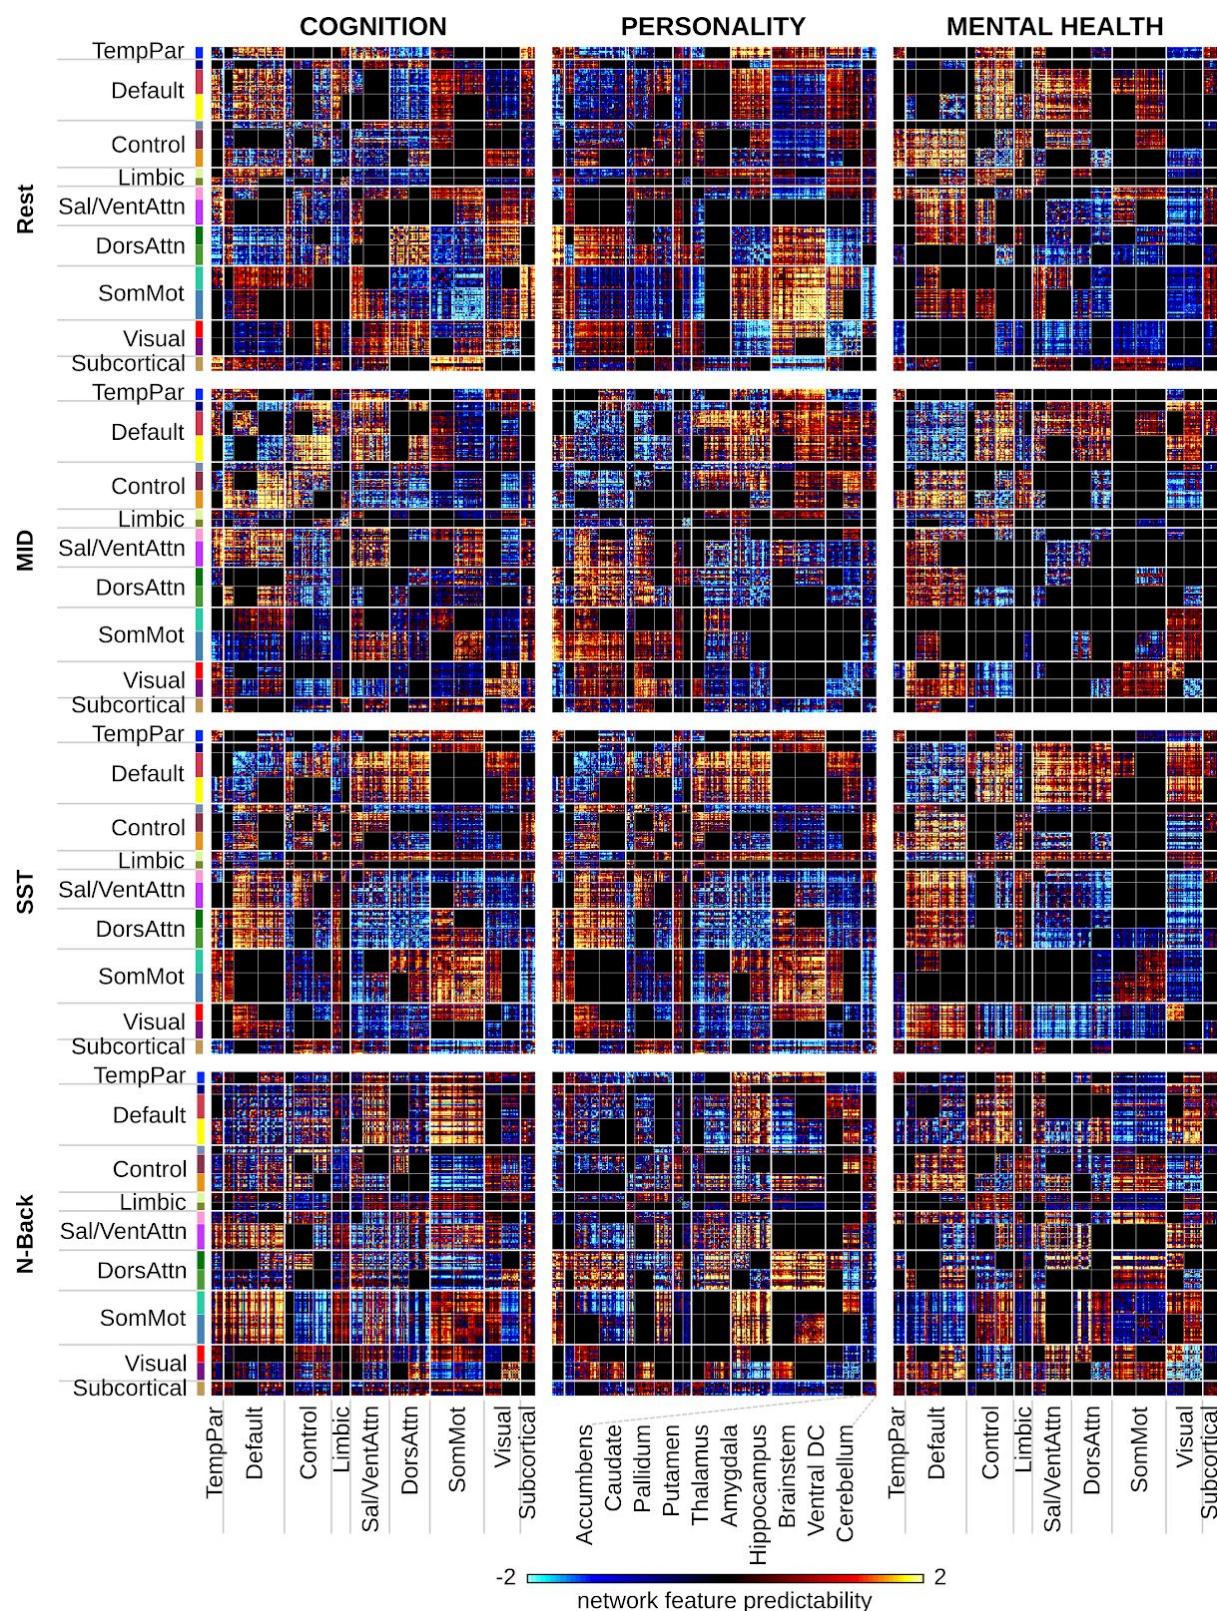 COGNITION
PERSONALITY
MENTAL HEALTH
Rest
TempPar
Default
Control
Limbic
Sal/VentAttn
DorsAttn
SomMot
Visual
Subcortical
MID
TempPar
Default
Control
Limbic
Sal/VentAttn
DorsAttn
SomMot
Visual
Subcortical
SST
TempPar
Default
Control
Limbic
Sal/VentAttn
DorsAttn
SomMot
Visual
Subcortical
N-Back
TempPar
Default
Control
Limbic
Sal/VentAttn
DorsAttn
SomMot
Visual
Subcortical
TempPar
Default
Control
Limbic
Sal/VentAttn
DorsAttn
SomMot
Visual
Subcortical
Accumbens
Caudate
Pallidum
Putamen
Thalamus
Amygdala
Hippocampus
Brainstem
Ventral DC
Cerebellum
TempPar
Default
Control
Limbic
Sal/VentAttn
DorsAttn
SomMot
Visual
Subcortical
-2
2
network feature predictability